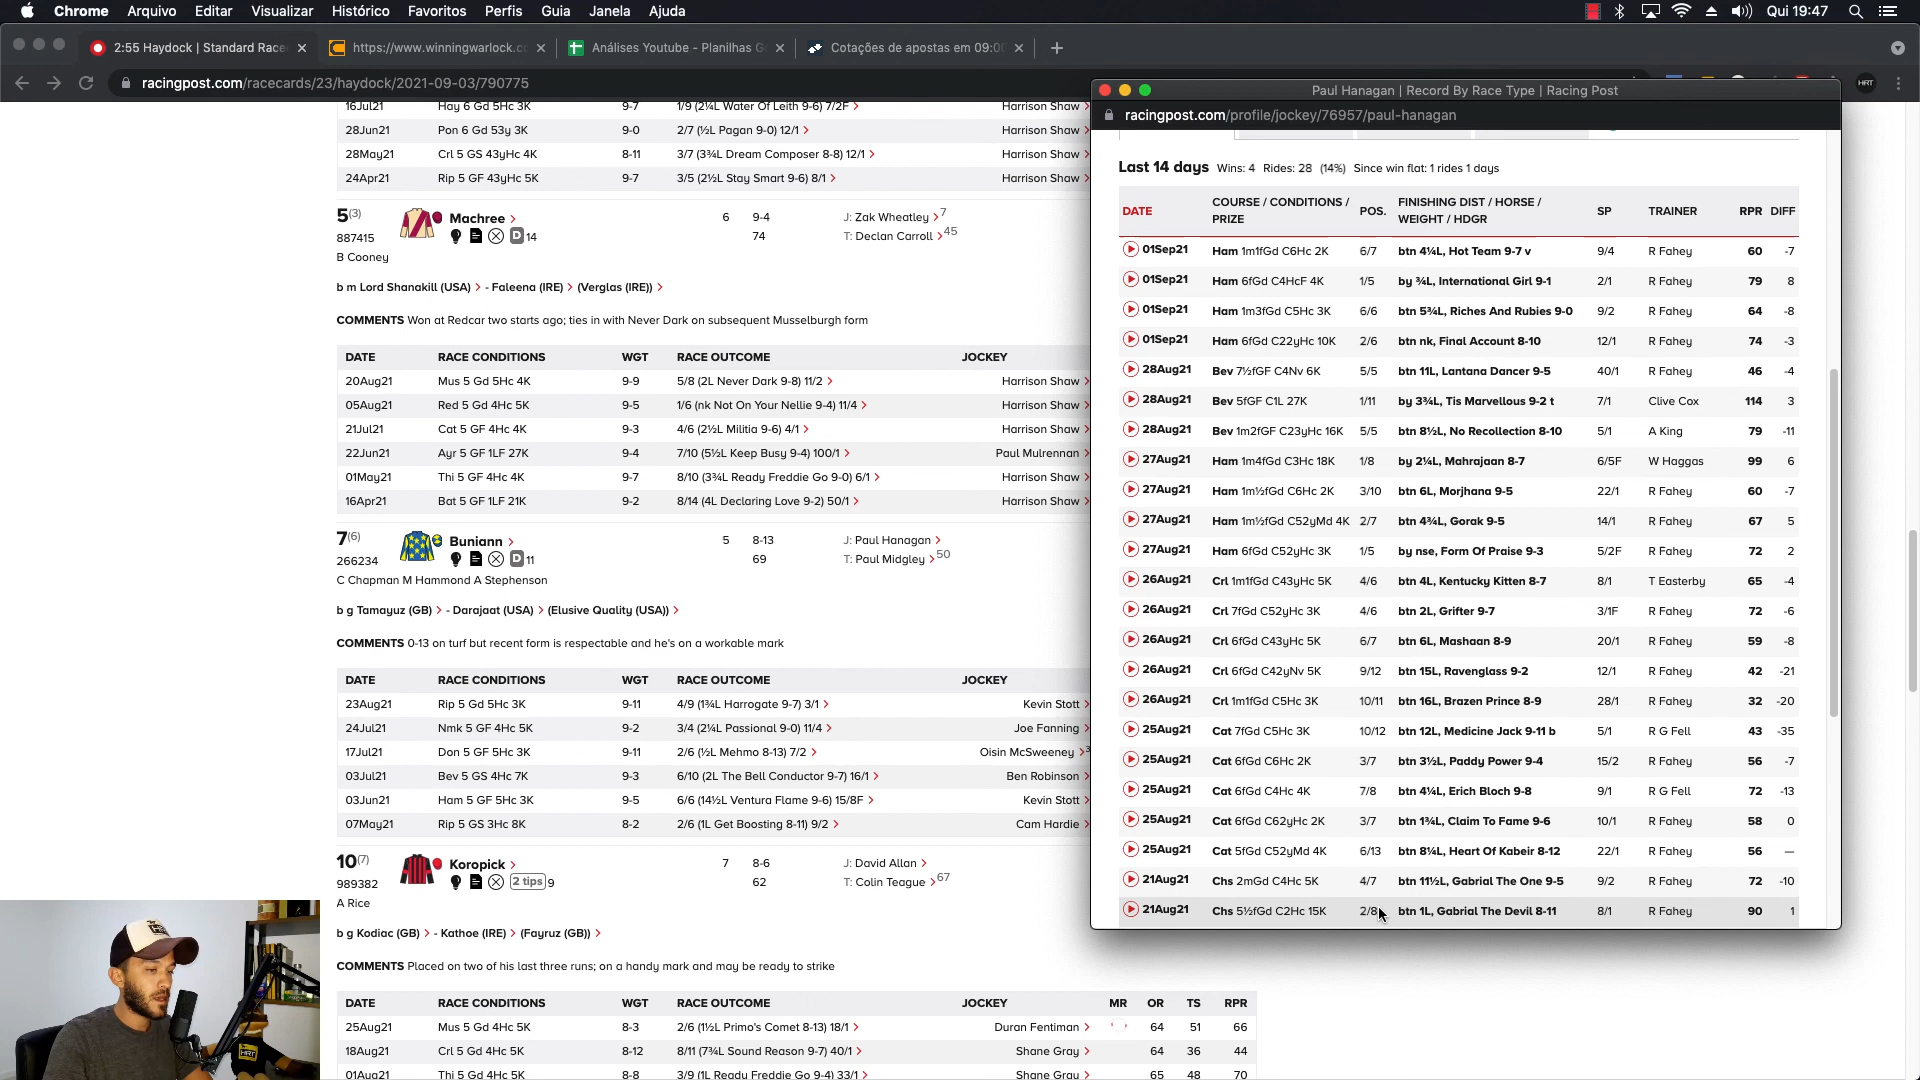 Chrome Arquivo Editar Visualizar Histórico Favoritos Perfis Guia Janela Ajuda Qui 19:47
2:55 Haydock | Standard Race
https://www.winningwarlock.c
Análises Youtube - Planilhas G
Cotações de apostas em 09:0
racingpost.com/racecards/23/haydock/2021-09-03/790775
HRT
16Jul21 Hay 6 Gd 5Hc 3K 9-7 1/9 (2¼L Water Of Leith 9-6) 7/2F Harrison Shaw
28Jun21 Pon 6 Gd 53y 3K 9-0 2/7 (½L Pagan 9-0) 12/1 Harrison Shaw
28May21 Crl 5 GS 43yHc 4K 8-11 3/7 (3¾L Dream Composer 8-8) 12/1 Harrison Shaw
24Apr21 Rip 5 GF 43yHc 5K 9-7 3/5 (2½L Stay Smart 9-6) 8/1 Harrison Shaw
5(3) Machree 6 9-4 J: Zak Wheatley 7
887415 D 14 74 T: Declan Carroll 45
B Cooney
b m Lord Shanakill (USA) - Faleena (IRE) (Verglas (IRE))
COMMENTS Won at Redcar two starts ago; ties in with Never Dark on subsequent Musselburgh form
DATE RACE CONDITIONS WGT RACE OUTCOME JOCKEY
20Aug21 Mus 5 Gd 5Hc 4K 9-9 5/8 (2L Never Dark 9-8) 11/2 Harrison Shaw
05Aug21 Red 5 Gd 4Hc 5K 9-5 1/6 (nk Not On Your Nellie 9-4) 11/4 Harrison Shaw
21Jul21 Cat 5 GF 4Hc 4K 9-3 4/6 (2½L Militia 9-6) 4/1 Harrison Shaw
22Jun21 Ayr 5 GF 1LF 27K 9-4 7/10 (5½L Keep Busy 9-4) 100/1 Paul Mulrennan
01May21 Thi 5 GF 4Hc 4K 9-7 8/10 (3¾L Ready Freddie Go 9-0) 6/1 Harrison Shaw
16Apr21 Bat 5 GF 1LF 21K 9-2 8/14 (4L Declaring Love 9-2) 50/1 Harrison Shaw
7(6) Buniann 5 8-13 J: Paul Hanagan
266234 D 11 69 T: Paul Midgley 50
C Chapman M Hammond A Stephenson
b g Tamayuz (GB) - Darajaat (USA) (Elusive Quality (USA))
COMMENTS 0-13 on turf but recent form is respectable and he's on a workable mark
DATE RACE CONDITIONS WGT RACE OUTCOME JOCKEY
23Aug21 Rip 5 Gd 5Hc 3K 9-11 4/9 (1¾L Harrogate 9-7) 3/1 Kevin Stott
24Jul21 Nmk 5 GF 4Hc 5K 9-2 3/4 (2¼L Passional 9-0) 11/4 Joe Fanning
17Jul21 Don 5 GF 5Hc 3K 9-11 2/6 (½L Mehmo 8-13) 7/2 Oisin McSweeney 3
03Jul21 Bev 5 GS 4Hc 7K 9-3 6/10 (2L The Bell Conductor 9-7) 16/1 Ben Robinson
03Jun21 Ham 5 GF 5Hc 3K 9-5 6/6 (14½L Ventura Flame 9-6) 15/8F Kevin Stott
07May21 Rip 5 GS 3Hc 8K 8-2 2/6 (1L Get Boosting 8-11) 9/2 Cam Hardie
10(7) Koropick 7 8-6 J: David Allan
989382 2 tips 9 62 T: Colin Teague 67
A Rice
b g Kodiac (GB) - Kathoe (IRE) (Fayruz (GB))
COMMENTS Placed on two of his last three runs; on a handy mark and may be ready to strike
DATE RACE CONDITIONS WGT RACE OUTCOME JOCKEY MR OR TS RPR
25Aug21 Mus 5 Gd 4Hc 5K 8-3 2/6 (1½L Primo's Comet 8-13) 18/1 Duran Fentiman 64 51 66
18Aug21 Crl 5 Gd 4Hc 5K 8-12 8/11 (7¾L Sound Reason 9-7) 40/1 Shane Gray 64 36 44
01Aug21 Thi 5 Gd 4Hc 5K 8-8 3/9 (1L Ready Freddie Go 9-4) 33/1 Shane Gray 65 48 70
Paul Hanagan | Record By Race Type | Racing Post
racingpost.com/profile/jockey/76957/paul-hanagan
Last 14 days Wins: 4 Rides: 28 (14%) Since win flat: 1 rides 1 days
DATE COURSE / CONDITIONS / PRIZE POS. FINISHING DIST / HORSE / WEIGHT / HDGR SP TRAINER RPR DIFF
01Sep21 Ham 1m1fGd C6Hc 2K 6/7 btn 4¼L, Hot Team 9-7 v 9/4 R Fahey 60 -7
01Sep21 Ham 6fGd C4HcF 4K 1/5 by ¾L, International Girl 9-1 2/1 R Fahey 79 8
01Sep21 Ham 1m3fGd C5Hc 3K 6/6 btn 5¾L, Riches And Rubies 9-0 9/2 R Fahey 64 -8
01Sep21 Ham 6fGd C22yHc 10K 2/6 btn nk, Final Account 8-10 12/1 R Fahey 74 -3
28Aug21 Bev 7½fGF C4Nv 6K 5/5 btn 11L, Lantana Dancer 9-5 40/1 R Fahey 46 -4
28Aug21 Bev 5fGF C1L 27K 1/11 by 3¾L, Tis Marvellous 9-2 t 7/1 Clive Cox 114 3
28Aug21 Bev 1m2fGF C23yHc 16K 5/5 btn 8½L, No Recollection 8-10 5/1 A King 79 -11
27Aug21 Ham 1m4fGd C3Hc 18K 1/8 by 2¼L, Mahrajaan 8-7 6/5F W Haggas 99 6
27Aug21 Ham 1m½fGd C6Hc 2K 3/10 btn 6L, Morjhana 9-5 22/1 R Fahey 60 -7
27Aug21 Ham 1m½fGd C52yMd 4K 2/7 btn 4¾L, Gorak 9-5 14/1 R Fahey 67 5
27Aug21 Ham 6fGd C52yHc 3K 1/5 by nse, Form Of Praise 9-3 5/2F R Fahey 72 2
26Aug21 Crl 1m1fGd C43yHc 5K 4/6 btn 4L, Kentucky Kitten 8-7 8/1 T Easterby 65 -4
26Aug21 Crl 7fGd C52yHc 3K 4/6 btn 2L, Grifter 9-7 3/1F R Fahey 72 -6
26Aug21 Crl 6fGd C43yHc 5K 6/7 btn 6L, Mashaan 8-9 20/1 R Fahey 59 -8
26Aug21 Crl 6fGd C42yNv 5K 9/12 btn 15L, Ravenglass 9-2 12/1 R Fahey 42 -21
26Aug21 Crl 1m1fGd C5Hc 3K 10/11 btn 16L, Brazen Prince 8-9 28/1 R Fahey 32 -20
25Aug21 Cat 7fGd C5Hc 3K 10/12 btn 12L, Medicine Jack 9-11 b 5/1 R G Fell 43 -35
25Aug21 Cat 6fGd C6Hc 2K 3/7 btn 3½L, Paddy Power 9-4 15/2 R Fahey 56 -7
25Aug21 Cat 6fGd C4Hc 4K 7/8 btn 4¼L, Erich Bloch 9-8 9/1 R G Fell 72 -13
25Aug21 Cat 6fGd C62yHc 2K 3/7 btn 1¾L, Claim To Fame 9-6 10/1 R Fahey 58 0
25Aug21 Cat 5fGd C52yMd 4K 6/13 btn 8¼L, Heart Of Kabeir 8-12 22/1 R Fahey 56 —
21Aug21 Chs 2mGd C4Hc 5K 4/7 btn 11½L, Gabrial The One 9-5 9/2 R Fahey 72 -10
21Aug21 Chs 5½fGd C2Hc 15K 2/8 btn 1L, Gabrial The Devil 8-11 8/1 R Fahey 90 1
HRT